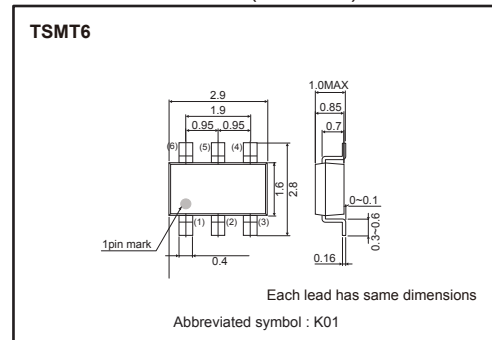 TSMT6
1.0MAX
2.9
0.85
1.9
0.7
0.95 0.95
(6) (5) (4)
1.6
2.8
0~0.1
(1) (2) (3)
1pin mark
0.3~0.6
0.4
0.16
Each lead has same dimensions
Abbreviated symbol : K01